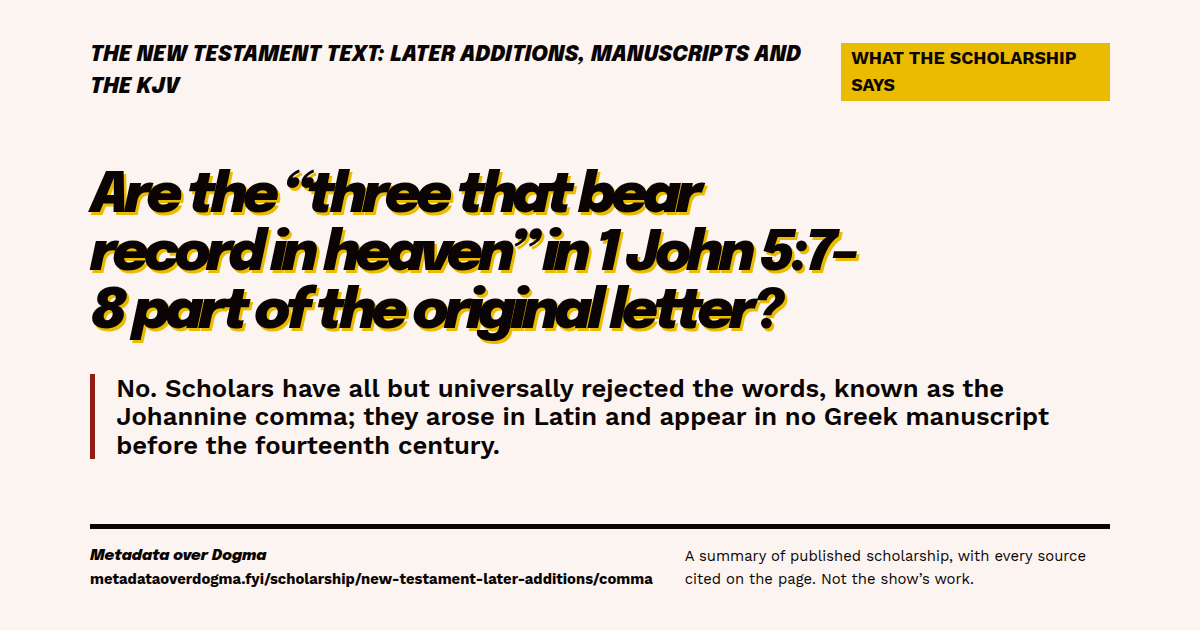 THE NEW TESTAMENT TEXT: LATER ADDITIONS, MANUSCRIPTS AND
THE KJV
WHAT THE SCHOLARSHIP
SAYS
Are the “three that bear
record in heaven” in 1 John 5:7–
8 part of the original letter?
No. Scholars have all but universally rejected the words, known as the
Johannine comma; they arose in Latin and appear in no Greek manuscript
before the fourteenth century.
Metadata over Dogma
metadataoverdogma.fyi/scholarship/new-testament-later-additions/comma
A summary of published scholarship, with every source
cited on the page. Not the show’s work.